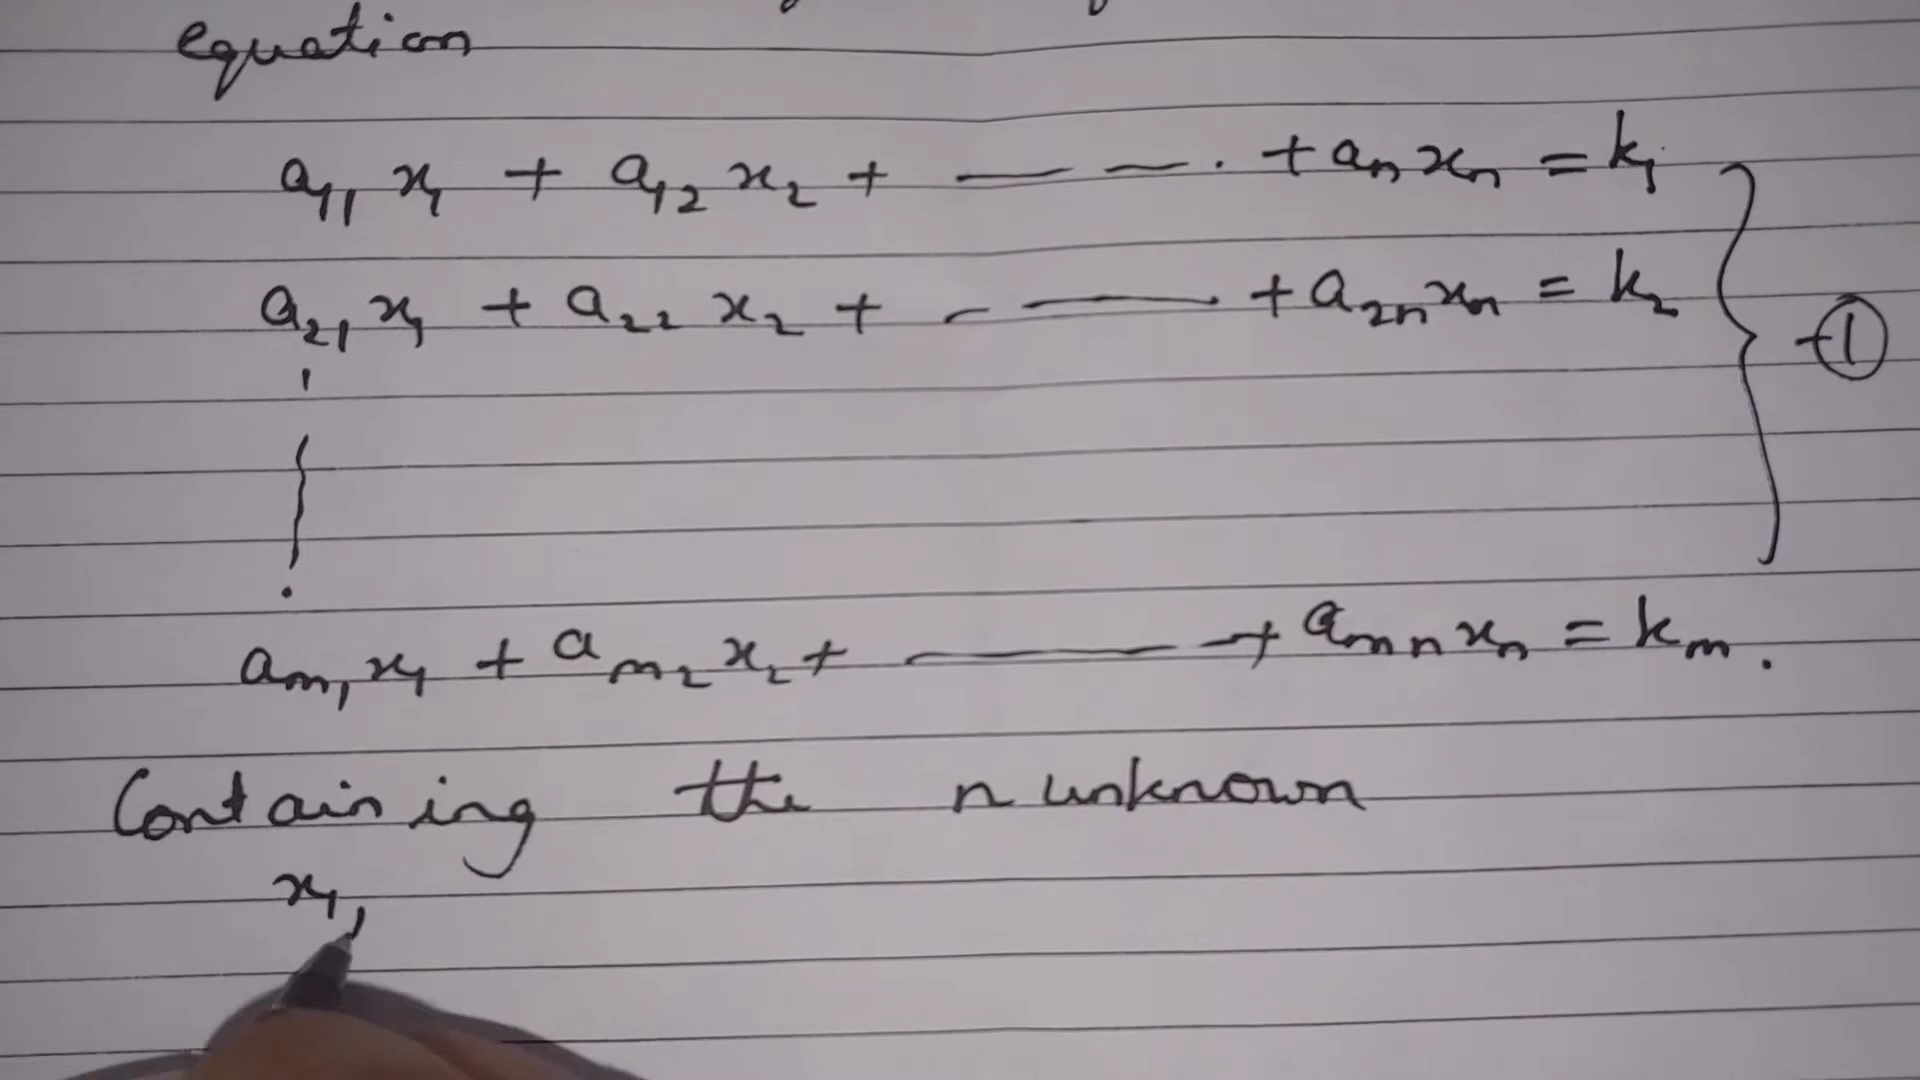 equation
a₁₁ x₁ + a₁₂ x₂ + — — . + aₙ xₙ = k₁
a₂₁ x₁ + a₂₂ x₂ + - — . + a₂ₙ xₙ = k₂ } -①
aₘ₁ x₁ + aₘ₂ x₂ + — + aₘₙ xₙ = kₘ .
Containing the n unknown
x₁,